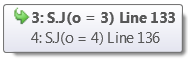 3: S.J(o = 3) Line 133
4: S.J(o = 4) Line 136